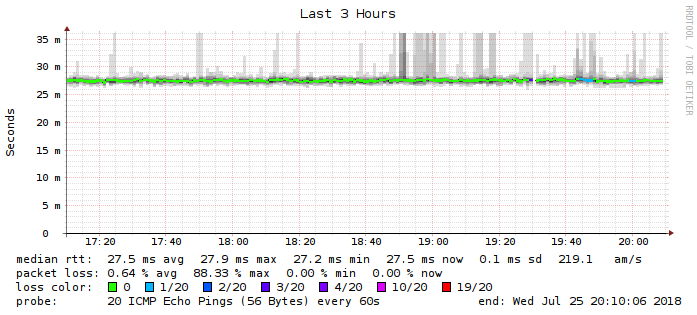 Last 3 Hours
RRDTOOL / TOBI OETIKER
Seconds
35 m
30 m
25 m
20 m
15 m
10 m
5 m
0
17:20 17:40 18:00 18:20 18:40 19:00 19:20 19:40 20:00
median rtt: 27.5 ms avg 27.9 ms max 27.2 ms min 27.5 ms now 0.1 ms sd 219.1 am/s
packet loss: 0.64 % avg 88.33 % max 0.00 % min 0.00 % now
loss color: 0 1/20 2/20 3/20 4/20 10/20 19/20
probe: 20 ICMP Echo Pings (56 Bytes) every 60s end: Wed Jul 25 20:10:06 2018